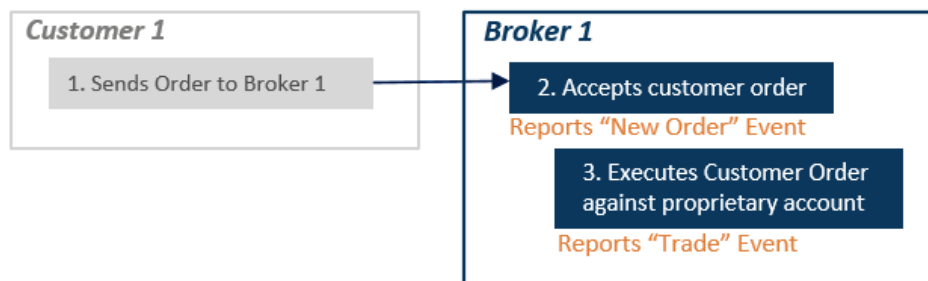 Customer 1
1. Sends Order to Broker 1
Broker 1
2. Accepts customer order
Reports “New Order” Event
3. Executes Customer Order
against proprietary account
Reports “Trade” Event